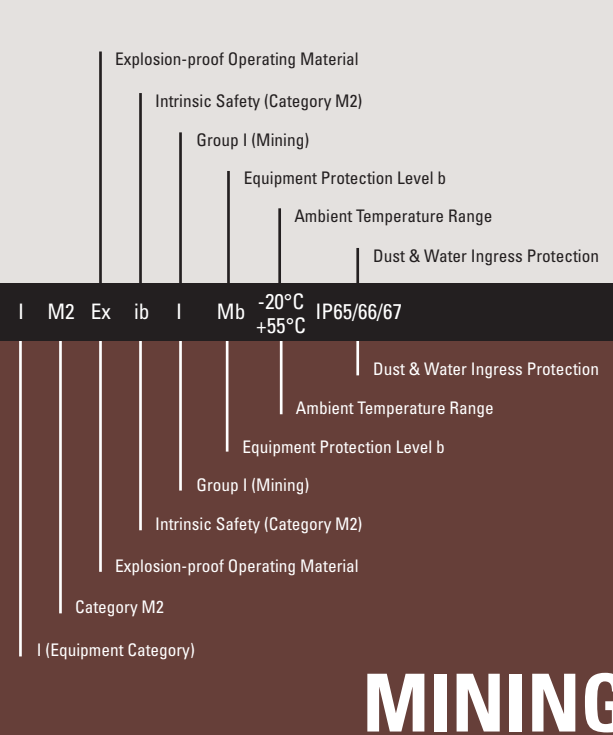 Explosion-proof Operating Material
Intrinsic Safety (Category M2)
Group I (Mining)
Equipment Protection Level b
Ambient Temperature Range
Dust & Water Ingress Protection
I M2 Ex ib I Mb -20°C +55°C IP65/66/67
Dust & Water Ingress Protection
Ambient Temperature Range
Equipment Protection Level b
Group I (Mining)
Intrinsic Safety (Category M2)
Explosion-proof Operating Material
Category M2
I (Equipment Category)
MINING